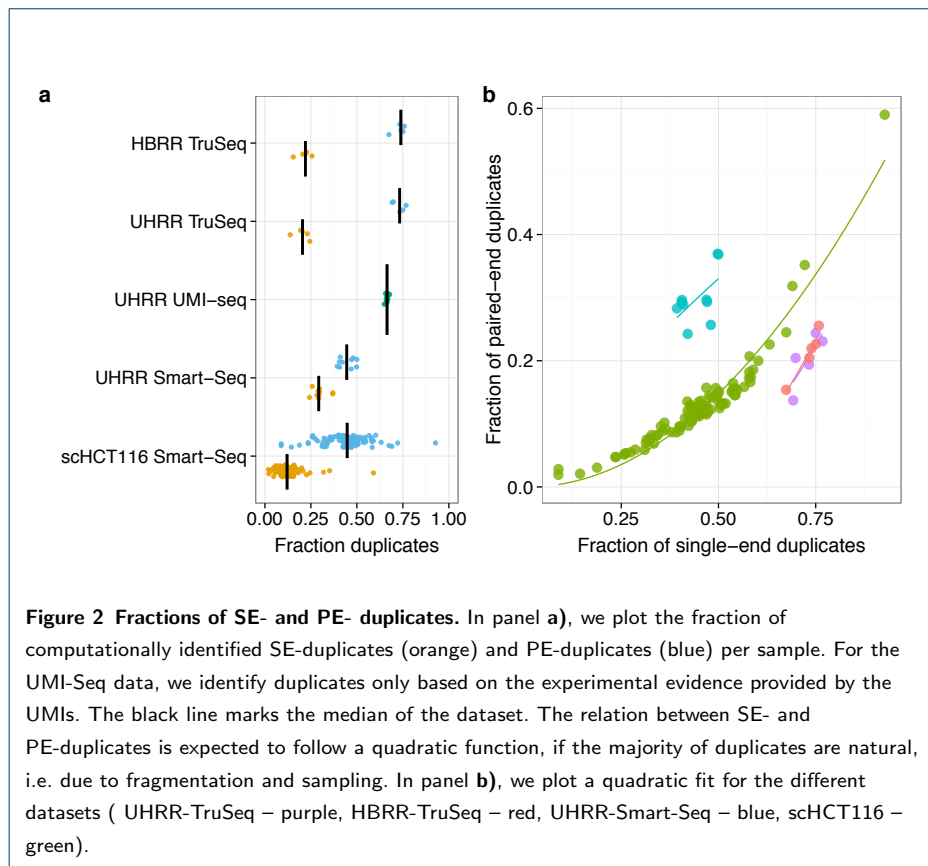 a
HBRR TruSeq
UHRR TruSeq
UHRR UMI−seq
UHRR Smart−Seq
scHCT116 Smart−Seq
0.00 0.25 0.50 0.75 1.00
Fraction duplicates
b
Fraction of paired−end duplicates
0.6
0.4
0.2
0.0
0.25 0.50 0.75
Fraction of single−end duplicates
Figure 2 Fractions of SE- and PE- duplicates. In panel a), we plot the fraction of
computationally identified SE-duplicates (orange) and PE-duplicates (blue) per sample. For the
UMI-Seq data, we identify duplicates only based on the experimental evidence provided by the
UMIs. The black line marks the median of the dataset. The relation between SE- and
PE-duplicates is expected to follow a quadratic function, if the majority of duplicates are natural,
i.e. due to fragmentation and sampling. In panel b), we plot a quadratic fit for the different
datasets ( UHRR-TruSeq – purple, HBRR-TruSeq – red, UHRR-Smart-Seq – blue, scHCT116 –
green).